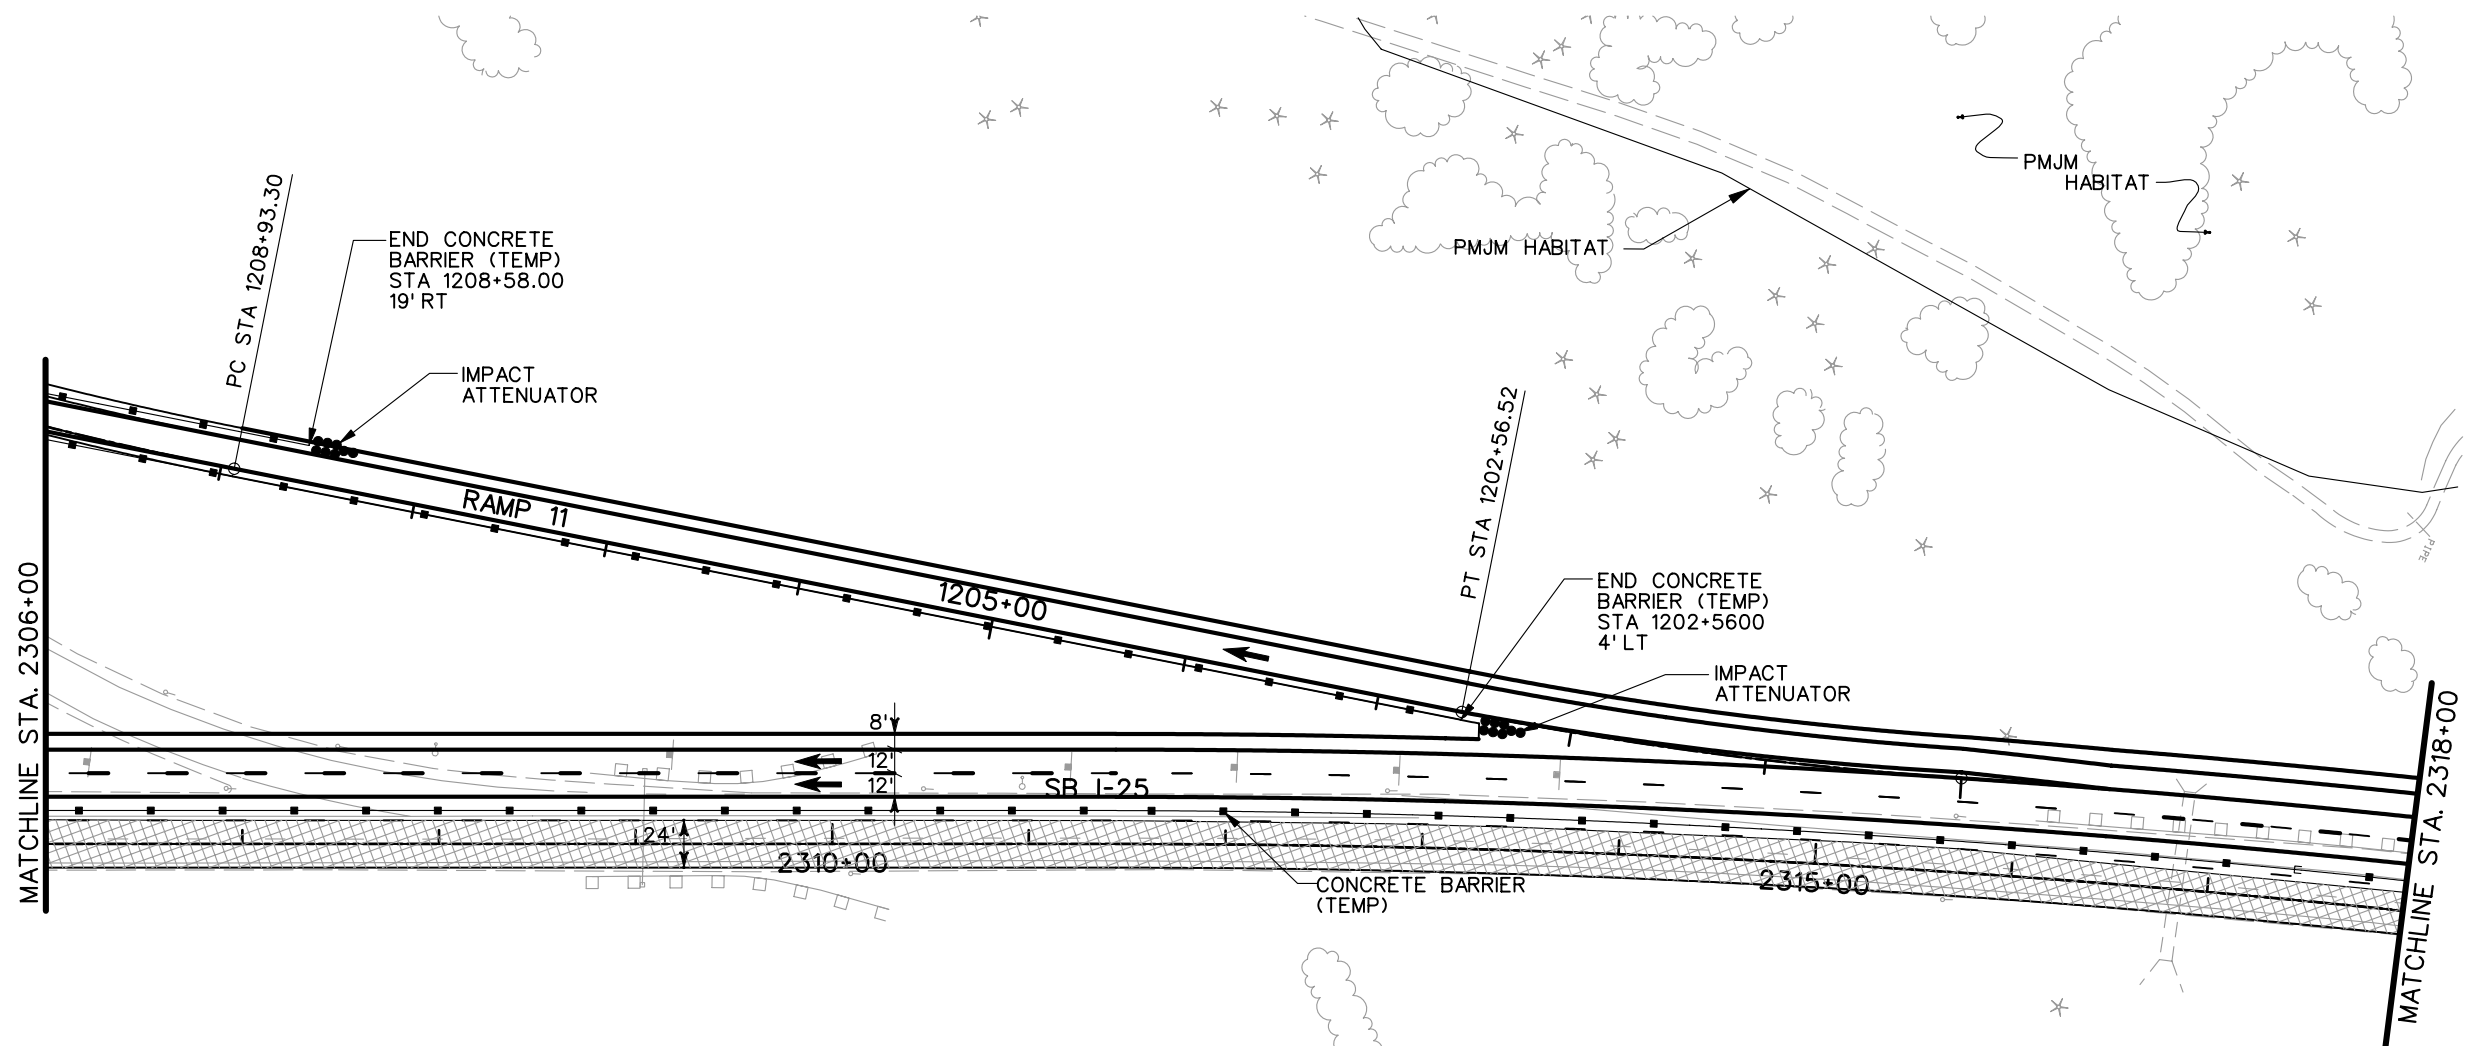 PMJM
HABITAT
PMJM HABITAT
PC STA 1208+93.30
END CONCRETE
BARRIER (TEMP)
STA 1208+58.00
19' RT
IMPACT
ATTENUATOR
RAMP 11
1205+00
PT STA 1202+56.52
END CONCRETE
BARRIER (TEMP)
STA 1202+5600
4' LT
IMPACT
ATTENUATOR
PIPE
MATCHLINE STA. 2306+00
8'
12'
12'
SB I-25
24'
2310+00
CONCRETE BARRIER
(TEMP)
2315+00
MATCHLINE STA. 2318+00